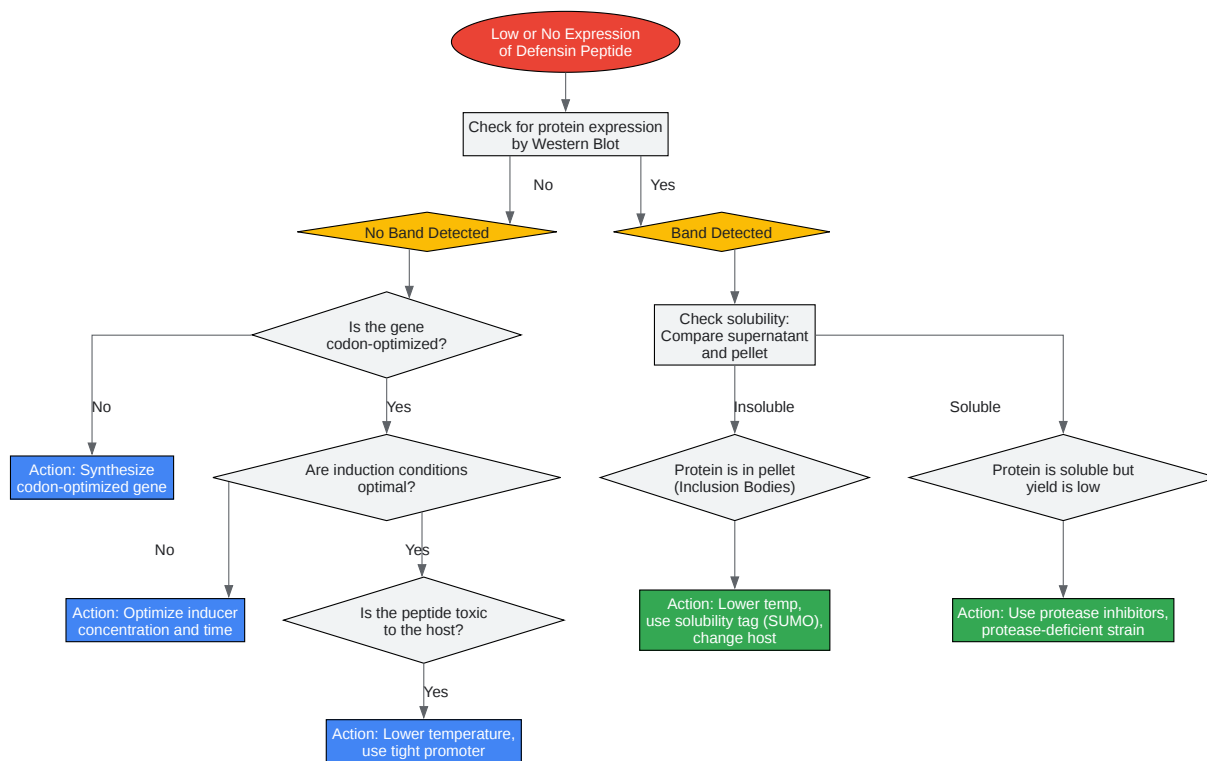 Low or No Expression
of Defensin Peptide
Check for protein expression
by Western Blot
No
Yes
No Band Detected
Band Detected
Is the gene
codon-optimized?
Check solubility:
Compare supernatant
and pellet
No
Yes
Insoluble
Soluble
Action: Synthesize
codon-optimized gene
Are induction conditions
optimal?
Protein is in pellet
(Inclusion Bodies)
Protein is soluble but
yield is low
No
Yes
Action: Optimize inducer
concentration and time
Is the peptide toxic
to the host?
Action: Lower temp,
use solubility tag (SUMO),
change host
Action: Use protease inhibitors,
protease-deficient strain
Yes
Action: Lower temperature,
use tight promoter